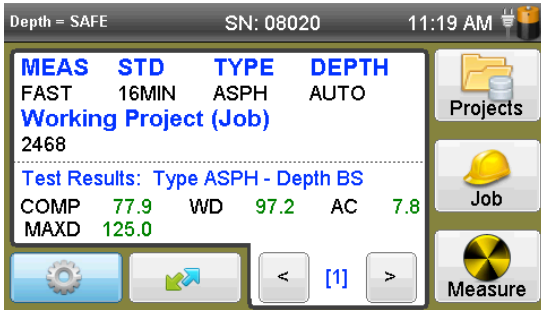 Depth = SAFE SN: 08020 11:19 AM
MEAS STD TYPE DEPTH
FAST 16MIN ASPH AUTO
Working Project (Job)
2468
Test Results: Type ASPH - Depth BS
COMP 77.9 WD 97.2 AC 7.8
MAXD 125.0
Projects
Job
< [1] >
Measure